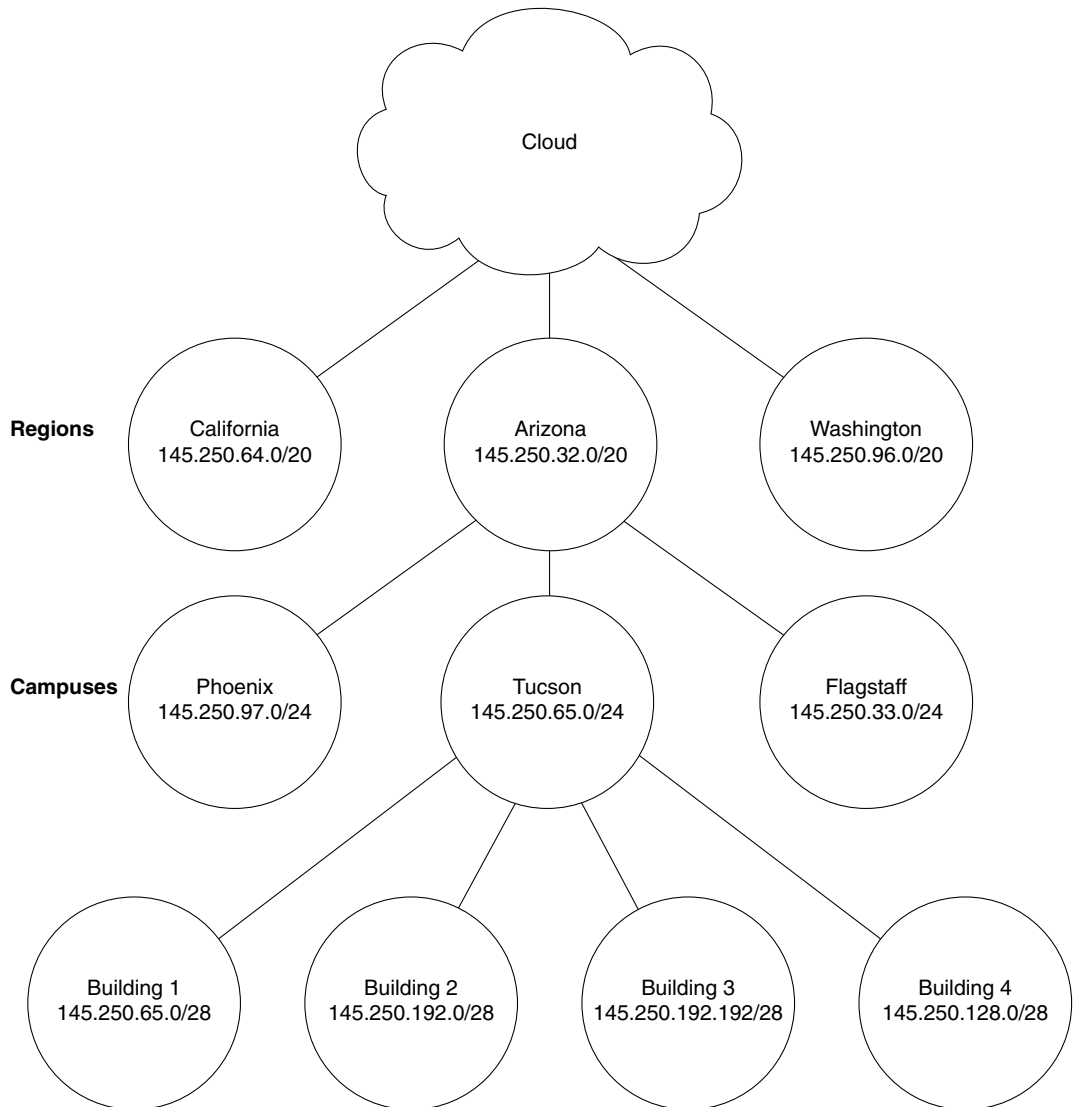 Cloud
Regions
California
145.250.64.0/20
Arizona
145.250.32.0/20
Washington
145.250.96.0/20
Campuses
Phoenix
145.250.97.0/24
Tucson
145.250.65.0/24
Flagstaff
145.250.33.0/24
Building 1
145.250.65.0/28
Building 2
145.250.192.0/28
Building 3
145.250.192.192/28
Building 4
145.250.128.0/28